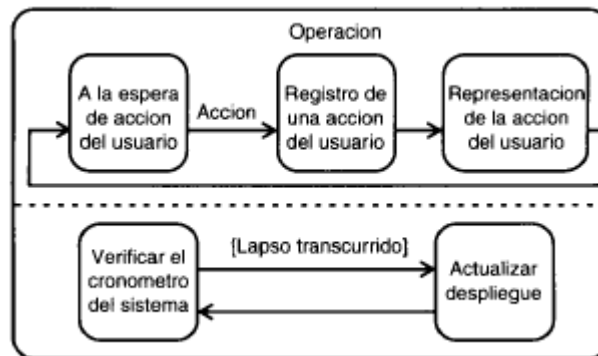 Operacion
A la espera
de accion
del usuario
Accion
Registro de
una accion
del usuario
Representacion
de la accion
del usuario
Verificar el
cronometro
del sistema
{Lapso transcurrido]
Actualizar
despliegue